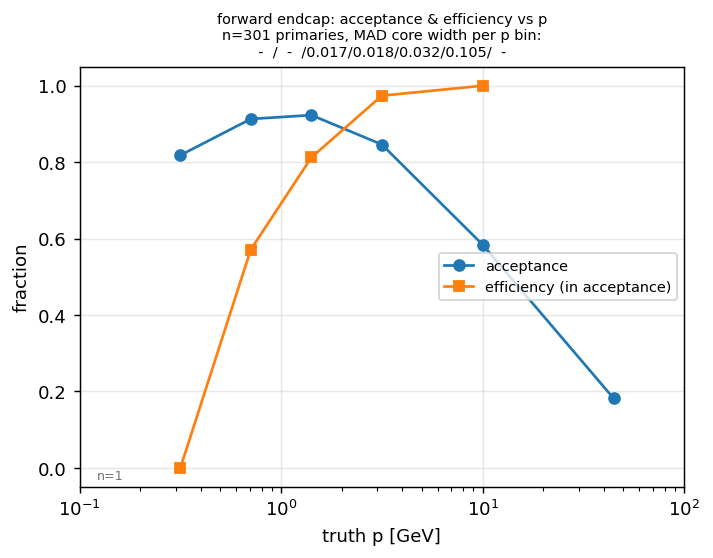 forward endcap: acceptance & efficiency vs p
n=301 primaries, MAD core width per p bin:
- / - /0.017/0.018/0.032/0.105/ -
1.0
0.8
0.6
0.4
0.2
0.0
fraction
acceptance
efficiency (in acceptance)
n=1
10⁻¹
10⁰
10¹
10²
truth p [GeV]